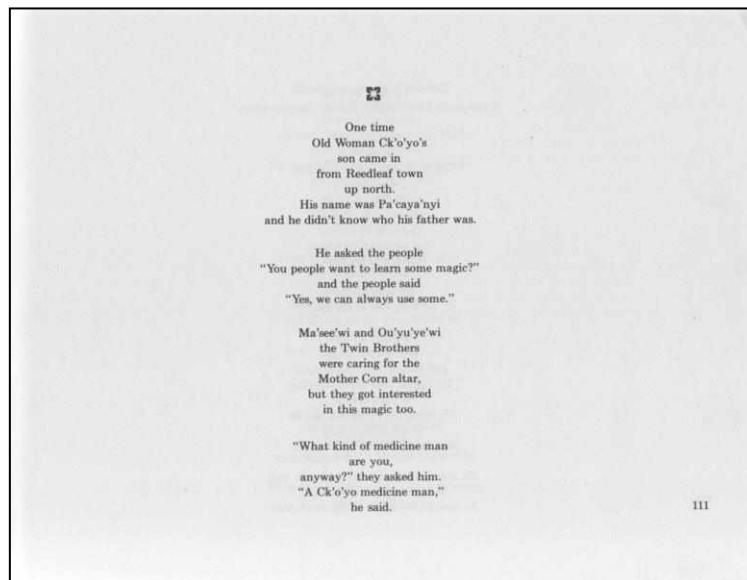 One time
Old Woman Ck'o'yo's
son came in
from Reedleaf town
up north.
His name was Pa'caya'nyi
and he didn't know who his father was.
He asked the people
"You people want to learn some magic?"
and the people said
"Yes, we can always use some."
Ma'see'wi and Ou'yu'ye'wi
the Twin Brothers
were caring for the
Mother Corn altar,
but they got interested
in this magic too.
"What kind of medicine man
are you,
anyway?" they asked him.
"A Ck'o'yo medicine man,"
he said.
111